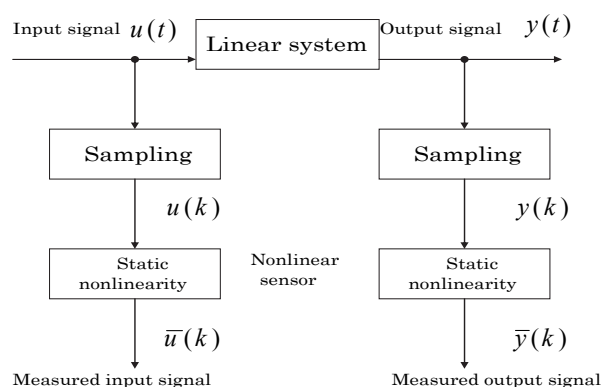 Input signal u(t)
Linear system
Output signal y(t)
Sampling
Sampling
u(k)
y(k)
Static
nonlinearity
Nonlinear
sensor
Static
nonlinearity
u̅(k)
y̅(k)
Measured input signal
Measured output signal